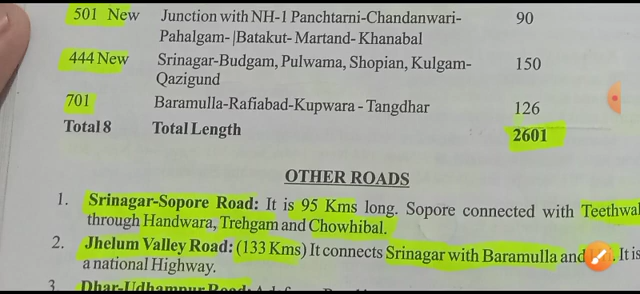 501 New Junction with NH-1 Panchtarni-Chandanwari- 90
Pahalgam-|Batakut- Martand- Khanabal
444 New Srinagar-Budgam, Pulwama, Shopian, Kulgam- 150
Qazigund
701 Baramulla-Rafiabad-Kupwara - Tangdhar 126
Total 8 Total Length 2601
OTHER ROADS
1. Srinagar-Sopore Road: It is 95 Kms long. Sopore connected with Teethwal
through Handwara, Trehgam and Chowhibal.
2. Jhelum Valley Road: (133 Kms) It connects Srinagar with Baramulla and It is
a national Highway.
3. Dhar-Udhampur Road: